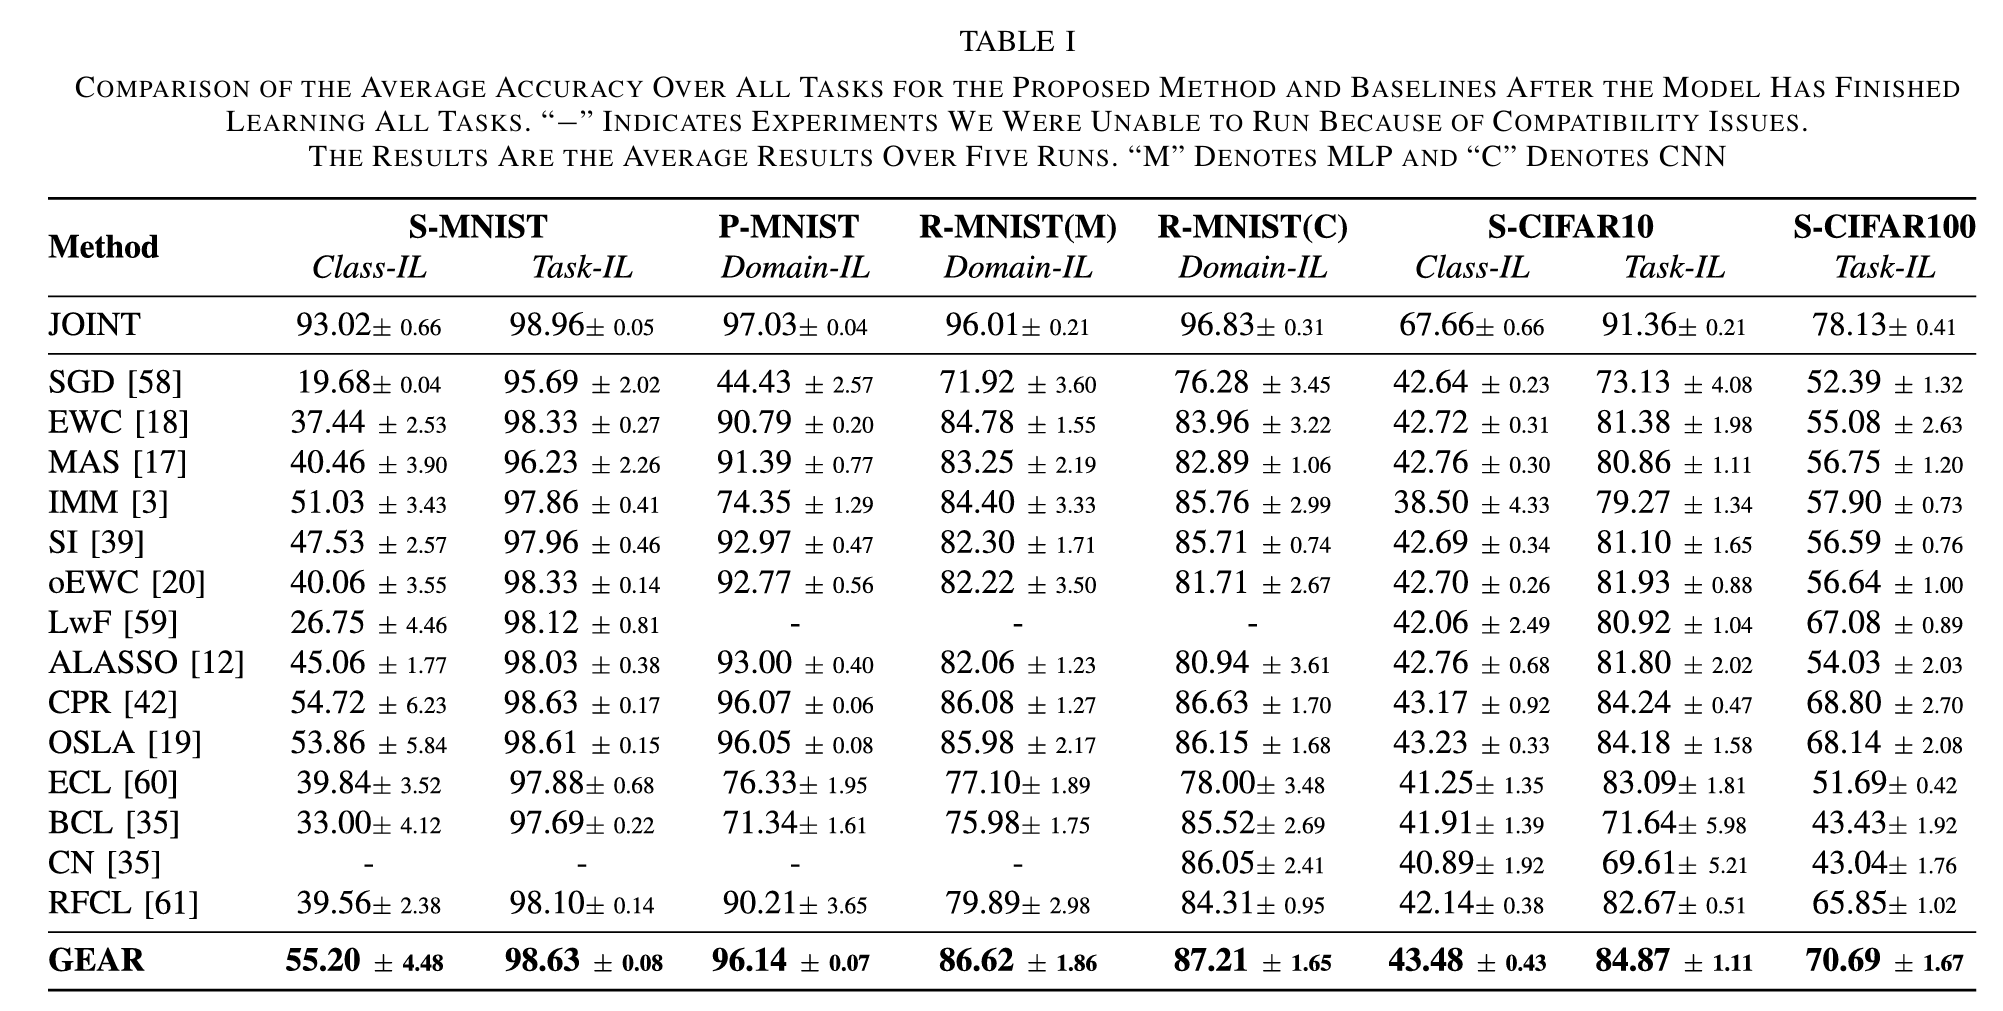 TABLE I
COMPARISON OF THE AVERAGE ACCURACY OVER ALL TASKS FOR THE PROPOSED METHOD AND BASELINES AFTER THE MODEL HAS FINISHED
LEARNING ALL TASKS. “−” INDICATES EXPERIMENTS WE WERE UNABLE TO RUN BECAUSE OF COMPATIBILITY ISSUES.
THE RESULTS ARE THE AVERAGE RESULTS OVER FIVE RUNS. “M” DENOTES MLP AND “C” DENOTES CNN
Method S-MNIST P-MNIST R-MNIST(M) R-MNIST(C) S-CIFAR10 S-CIFAR100
Class-IL Task-IL Domain-IL Domain-IL Domain-IL Class-IL Task-IL Task-IL
JOINT 93.02± 0.66 98.96± 0.05 97.03± 0.04 96.01± 0.21 96.83± 0.31 67.66± 0.66 91.36± 0.21 78.13± 0.41
SGD [58] 19.68± 0.04 95.69 ± 2.02 44.43 ± 2.57 71.92 ± 3.60 76.28 ± 3.45 42.64 ± 0.23 73.13 ± 4.08 52.39 ± 1.32
EWC [18] 37.44 ± 2.53 98.33 ± 0.27 90.79 ± 0.20 84.78 ± 1.55 83.96 ± 3.22 42.72 ± 0.31 81.38 ± 1.98 55.08 ± 2.63
MAS [17] 40.46 ± 3.90 96.23 ± 2.26 91.39 ± 0.77 83.25 ± 2.19 82.89 ± 1.06 42.76 ± 0.30 80.86 ± 1.11 56.75 ± 1.20
IMM [3] 51.03 ± 3.43 97.86 ± 0.41 74.35 ± 1.29 84.40 ± 3.33 85.76 ± 2.99 38.50 ± 4.33 79.27 ± 1.34 57.90 ± 0.73
SI [39] 47.53 ± 2.57 97.96 ± 0.46 92.97 ± 0.47 82.30 ± 1.71 85.71 ± 0.74 42.69 ± 0.34 81.10 ± 1.65 56.59 ± 0.76
oEWC [20] 40.06 ± 3.55 98.33 ± 0.14 92.77 ± 0.56 82.22 ± 3.50 81.71 ± 2.67 42.70 ± 0.26 81.93 ± 0.88 56.64 ± 1.00
LwF [59] 26.75 ± 4.46 98.12 ± 0.81 - - - 42.06 ± 2.49 80.92 ± 1.04 67.08 ± 0.89
ALASSO [12] 45.06 ± 1.77 98.03 ± 0.38 93.00 ± 0.40 82.06 ± 1.23 80.94 ± 3.61 42.76 ± 0.68 81.80 ± 2.02 54.03 ± 2.03
CPR [42] 54.72 ± 6.23 98.63 ± 0.17 96.07 ± 0.06 86.08 ± 1.27 86.63 ± 1.70 43.17 ± 0.92 84.24 ± 0.47 68.80 ± 2.70
OSLA [19] 53.86 ± 5.84 98.61 ± 0.15 96.05 ± 0.08 85.98 ± 2.17 86.15 ± 1.68 43.23 ± 0.33 84.18 ± 1.58 68.14 ± 2.08
ECL [60] 39.84± 3.52 97.88± 0.68 76.33± 1.95 77.10± 1.89 78.00± 3.48 41.25± 1.35 83.09± 1.81 51.69± 0.42
BCL [35] 33.00± 4.12 97.69± 0.22 71.34± 1.61 75.98± 1.75 85.52± 2.69 41.91± 1.39 71.64± 5.98 43.43± 1.92
CN [35] - - - - 86.05± 2.41 40.89± 1.92 69.61± 5.21 43.04± 1.76
RFCL [61] 39.56± 2.38 98.10± 0.14 90.21± 3.65 79.89± 2.98 84.31± 0.95 42.14± 0.38 82.67± 0.51 65.85± 1.02
GEAR 55.20 ± 4.48 98.63 ± 0.08 96.14 ± 0.07 86.62 ± 1.86 87.21 ± 1.65 43.48 ± 0.43 84.87 ± 1.11 70.69 ± 1.67